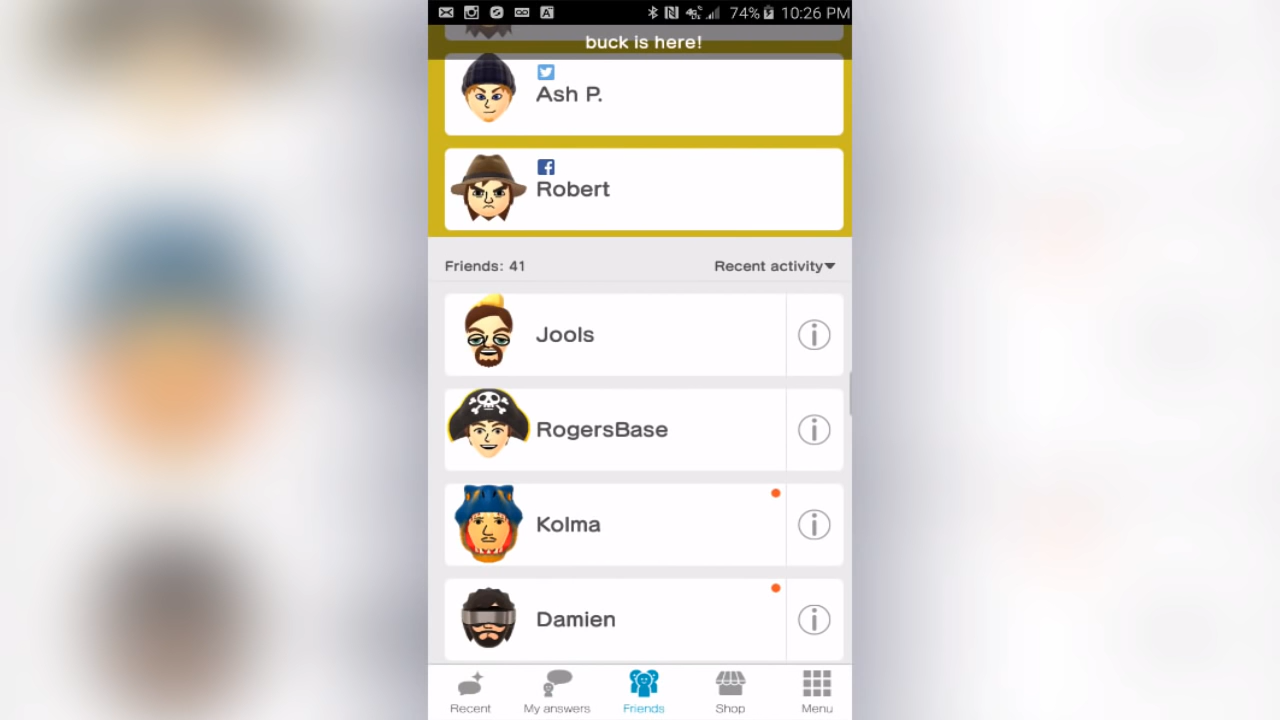 74% 10:26 PM
buck is here!
Ash P.
Robert
Friends: 41
Recent activity
Jools
RogersBase
Kolma
Damien
Recent
My answers
Friends
Shop
Menu